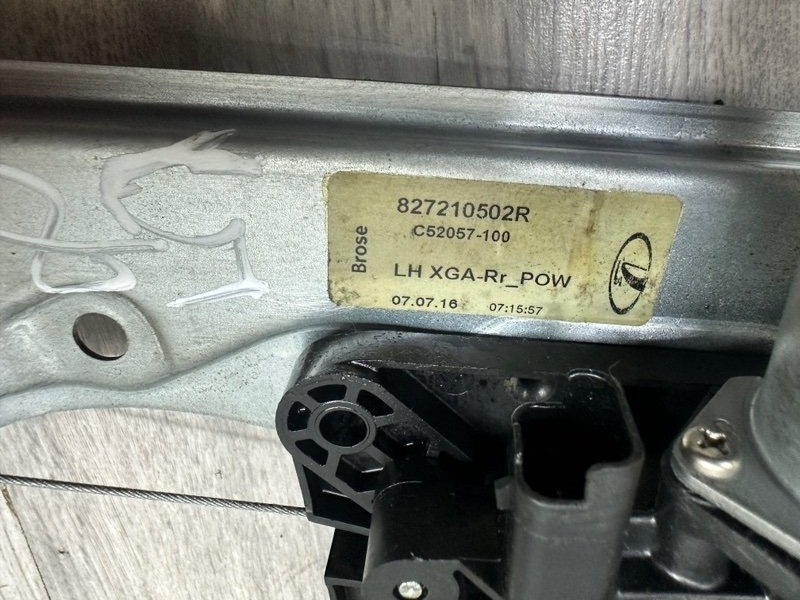 Brose
827210502R
C52057-100
LH XGA-Rr_POW
07.07.16 07:15:57